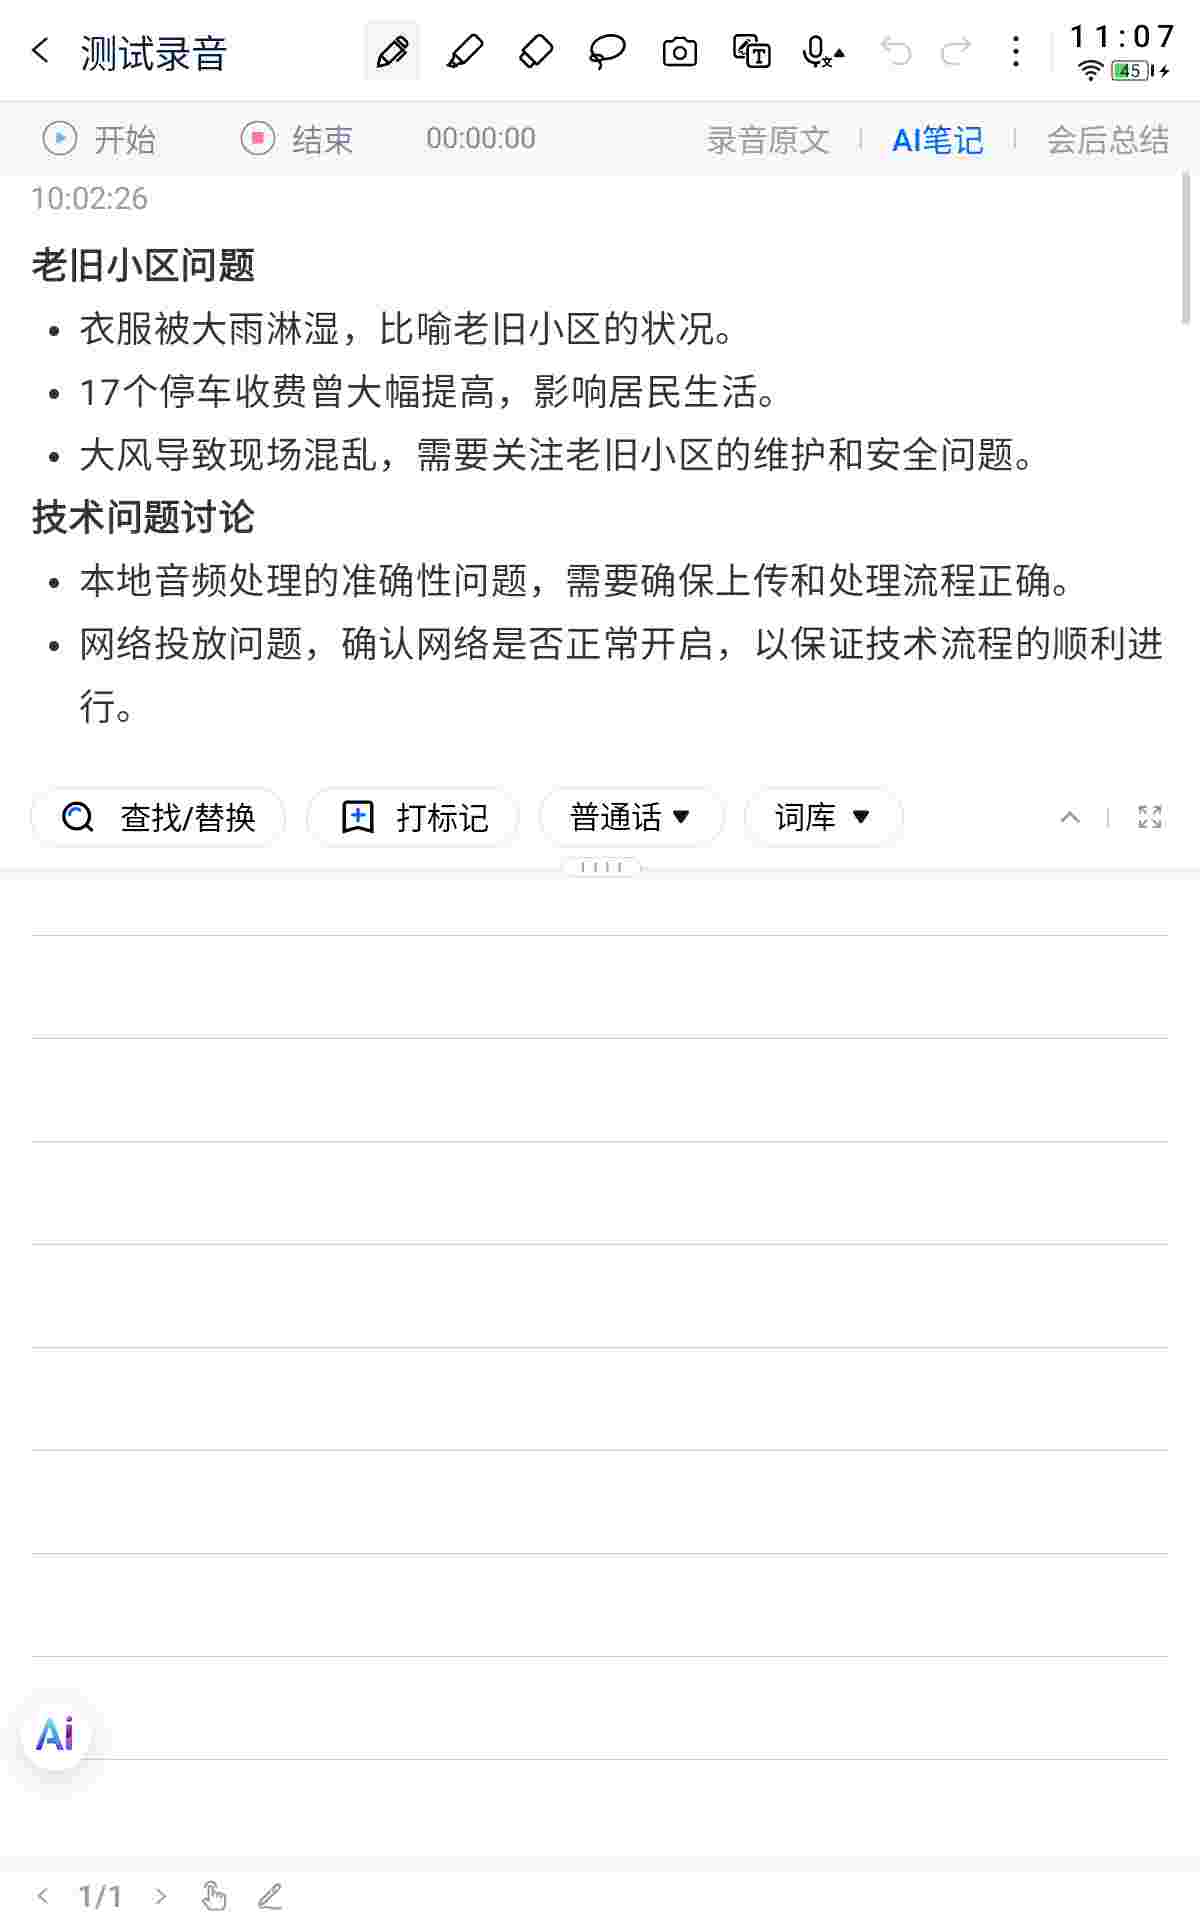 测试录音
11:07
45
开始 结束 00:00:00 录音原文 AI笔记 会后总结
10:02:26
老旧小区问题
• 衣服被大雨淋湿，比喻老旧小区的状况。
• 17个停车收费曾大幅提高，影响居民生活。
• 大风导致现场混乱，需要关注老旧小区的维护和安全问题。
技术问题讨论
• 本地音频处理的准确性问题，需要确保上传和处理流程正确。
• 网络投放问题，确认网络是否正常开启，以保证技术流程的顺利进
行。
查找/替换 打标记 普通话 词库
Ai
1/1